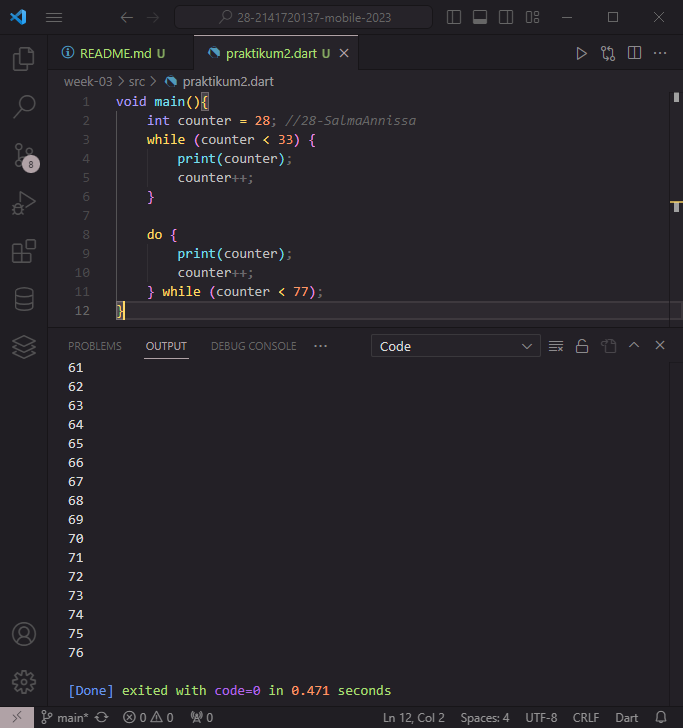 28-2141720137-mobile-2023
README.md U
praktikum2.dart U
week-03 > src > praktikum2.dart
1 void main(){
2 int counter = 28; //28-SalmaAnnissa
3 while (counter < 33) {
4 print(counter);
5 counter++;
6 }
7
8 do {
9 print(counter);
10 counter++;
11 } while (counter < 77);
12 }
8
PROBLEMS OUTPUT DEBUG CONSOLE ··· Code
61
62
63
64
65
66
67
68
69
70
71
72
73
74
75
76
[Done] exited with code=0 in 0.471 seconds
main* 0 0 0 Ln 12, Col 2 Spaces: 4 UTF-8 CRLF Dart